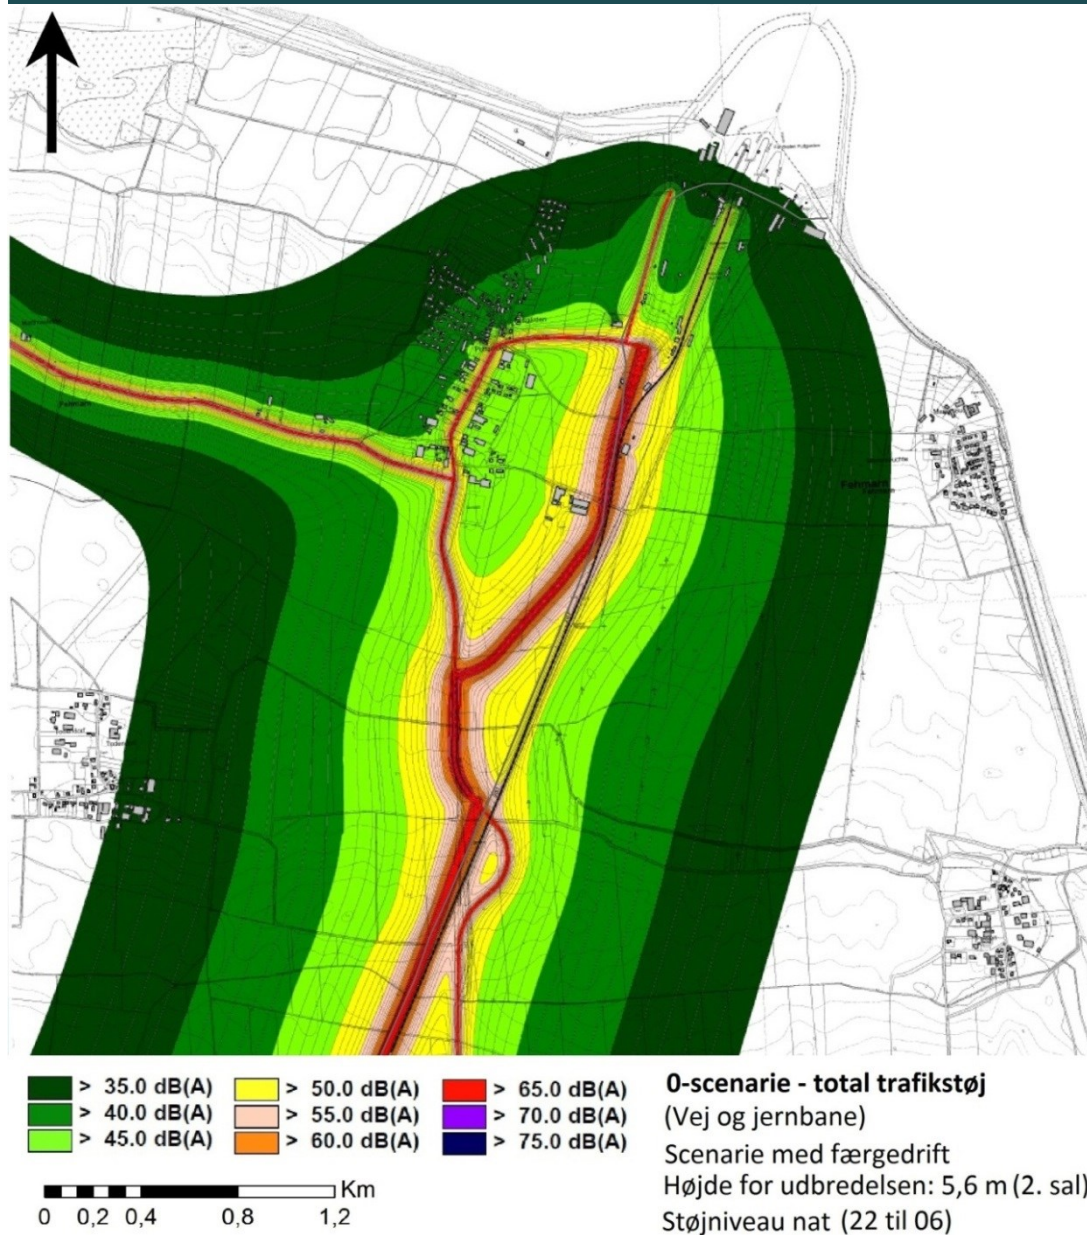 Fehmarn
> 35.0 dB(A)
> 40.0 dB(A)
> 45.0 dB(A)
> 50.0 dB(A)
> 55.0 dB(A)
> 60.0 dB(A)
> 65.0 dB(A)
> 70.0 dB(A)
> 75.0 dB(A)
Km
0 0,2 0,4 0,8 1,2
0-scenarie - total trafikstøj
(Vej og jernbane)
Scenarie med færgedrift
Højde for udbredelsen: 5,6 m (2. sal)
Støjniveau nat (22 til 06)